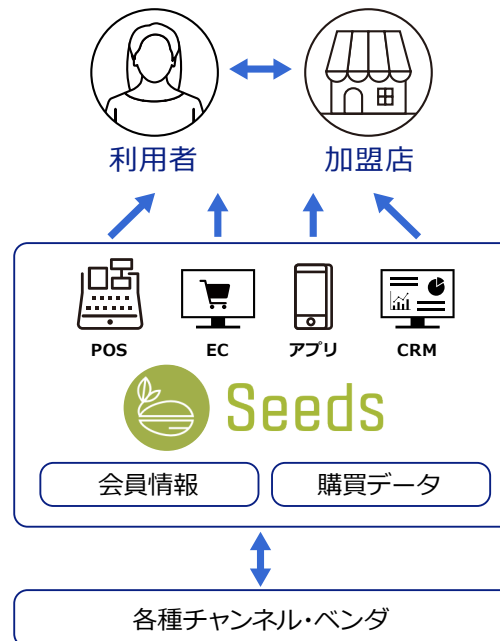 利用者
加盟店
POS
EC
アプリ
CRM
Seeds
会員情報
購買データ
各種チャンネル・ベンダ